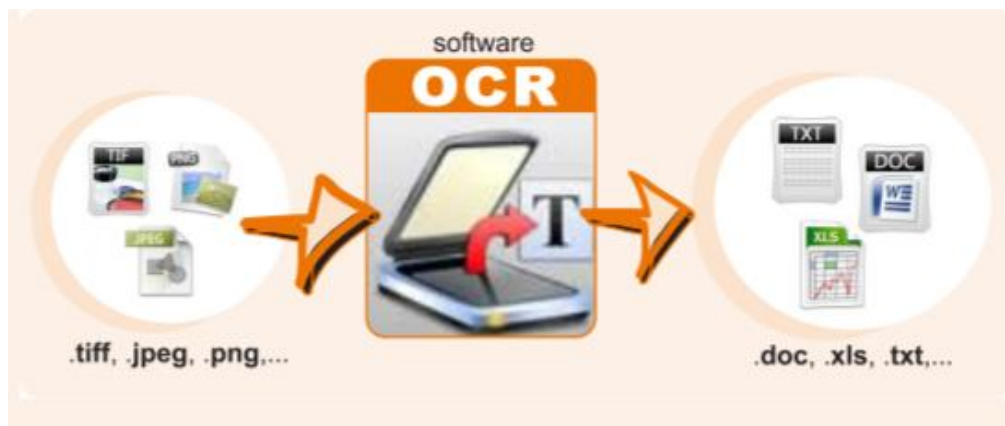 software
OCR
TIF
PNG
JPEG
T
TXT
DOC
W
XLS
.tiff, .jpeg, .png,...
.doc, .xls, .txt,...